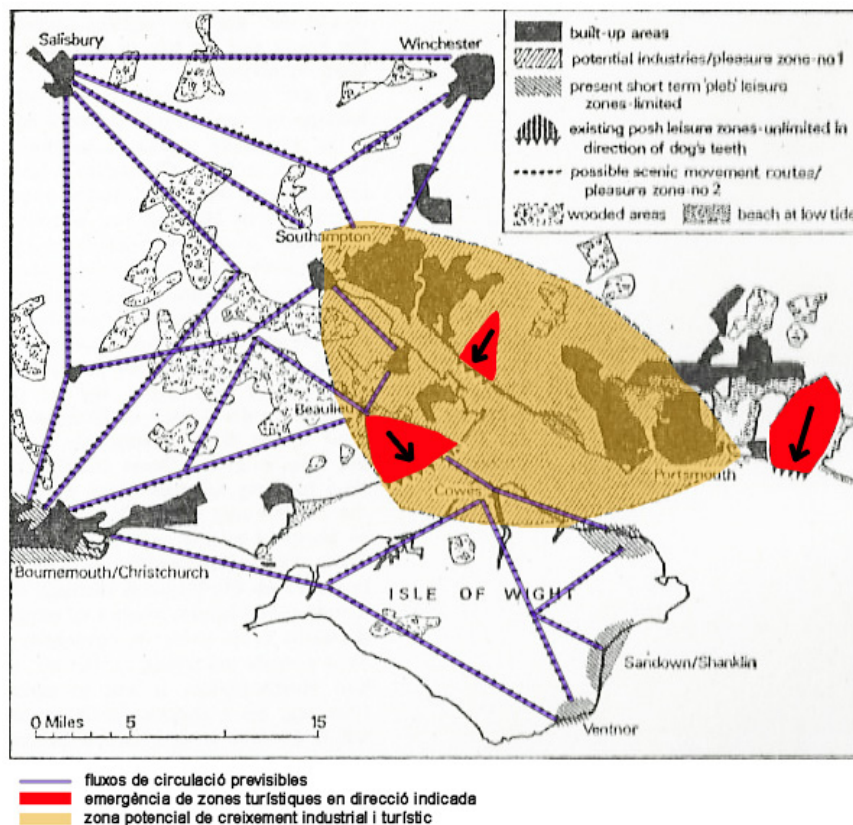 Salisbury
Winchester
built-up areas
potential industries/pleasure zone-no 1
present short term 'pleb' leisure
zones-limited
existing posh leisure zones-unlimited in
direction of dog's teeth
possible scenic movement routes/
pleasure zone-no 2
wooded areas
beach at low tide
Southampton
Beaulieu
Portsmouth
Cowes
Bournemouth/Christchurch
ISLE OF WIGHT
Sandown/Shanklin
Ventnor
0 Miles 5 15
fluxos de circulació previsibles
emergència de zones turístiques en direcció indicada
zona potencial de creixement industrial i turístic